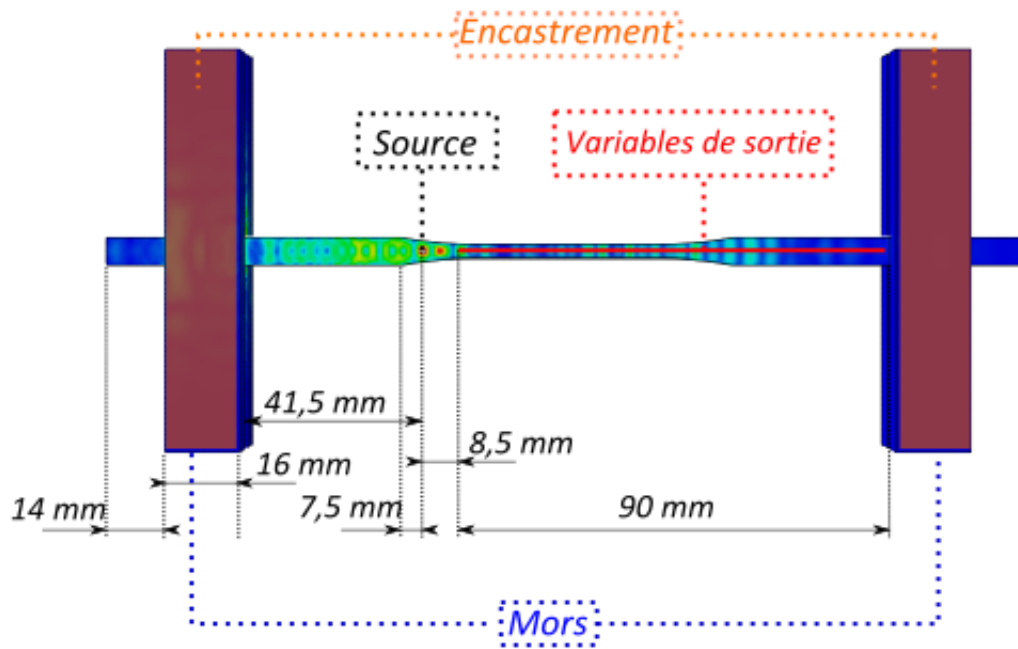 Encastrement
Source
Variables de sortie
41,5 mm
8,5 mm
16 mm
14 mm
7,5 mm
90 mm
Mors